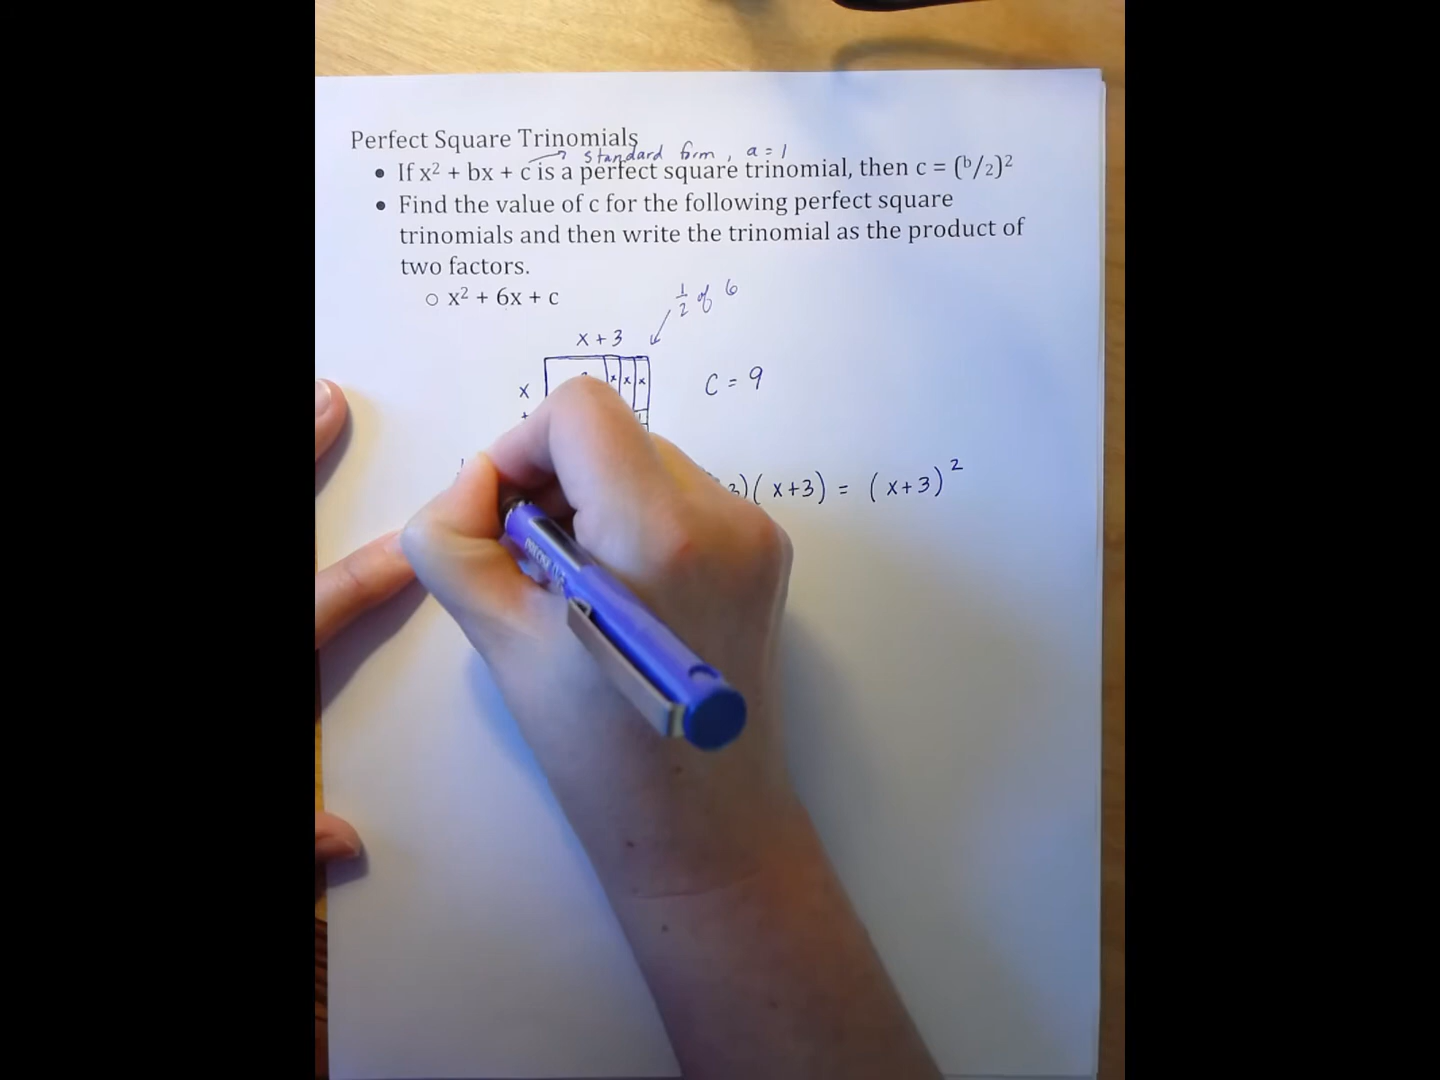 Perfect Square Trinomials
→ standard form, a = 1
• If x² + bx + c is a perfect square trinomial, then c = (ᵇ/₂)²
• Find the value of c for the following perfect square
trinomials and then write the trinomial as the product of
two factors.
○ x² + 6x + c
½ of 6
x + 3
x x x
x
+
C = 9
3)(x+3) = (x+3)²